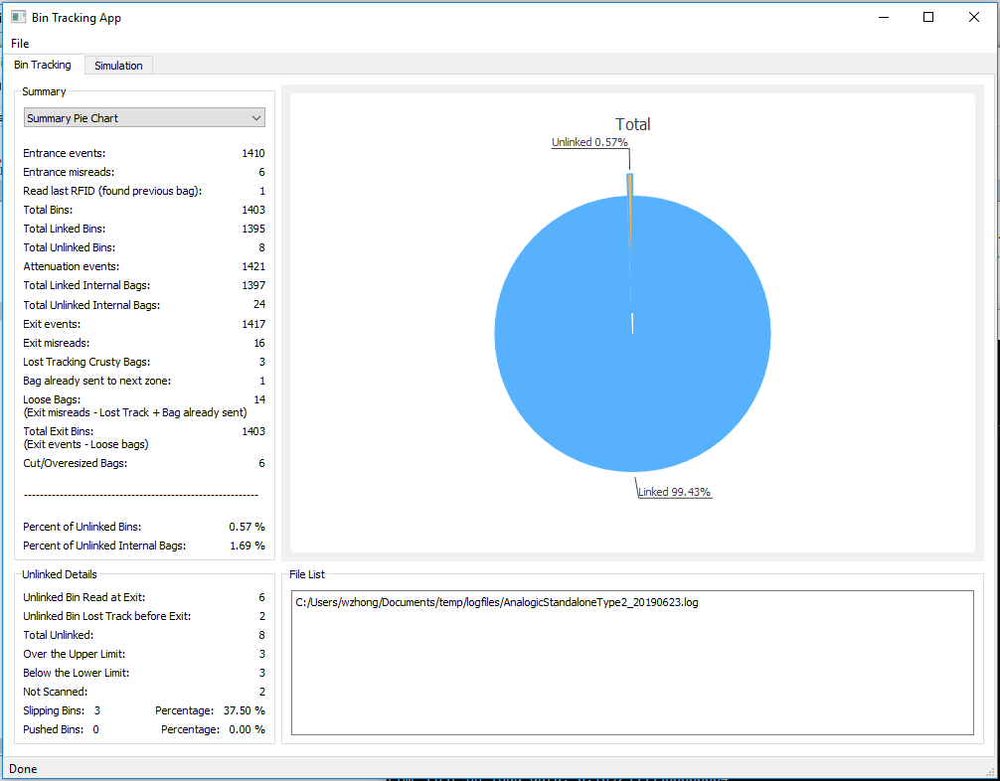 Bin Tracking App
File
Bin Tracking Simulation
Summary
Summary Pie Chart
Entrance events: 1410
Entrance misreads: 6
Read last RFID (found previous bag): 1
Total Bins: 1403
Total Linked Bins: 1395
Total Unlinked Bins: 8
Attenuation events: 1421
Total Linked Internal Bags: 1397
Total Unlinked Internal Bags: 24
Exit events: 1417
Exit misreads: 16
Lost Tracking Crusty Bags: 3
Bag already sent to next zone: 1
Loose Bags: 14
(Exit misreads - Lost Track + Bag already sent)
Total Exit Bins: 1403
(Exit events - Loose bags)
Cut/Overesized Bags: 6
-----------------------------------------------------------
Percent of Unlinked Bins: 0.57 %
Percent of Unlinked Internal Bags: 1.69 %
Total
Unlinked 0.57%
Linked 99.43%
Unlinked Details
Unlinked Bin Read at Exit: 6
Unlinked Bin Lost Track before Exit: 2
Total Unlinked: 8
Over the Upper Limit: 3
Below the Lower Limit: 3
Not Scanned: 2
Slipping Bins: 3 Percentage: 37.50 %
Pushed Bins: 0 Percentage: 0.00 %
File List
C:/Users/wzhong/Documents/temp/logfiles/AnalogicStandaloneType2_20190623.log
Done